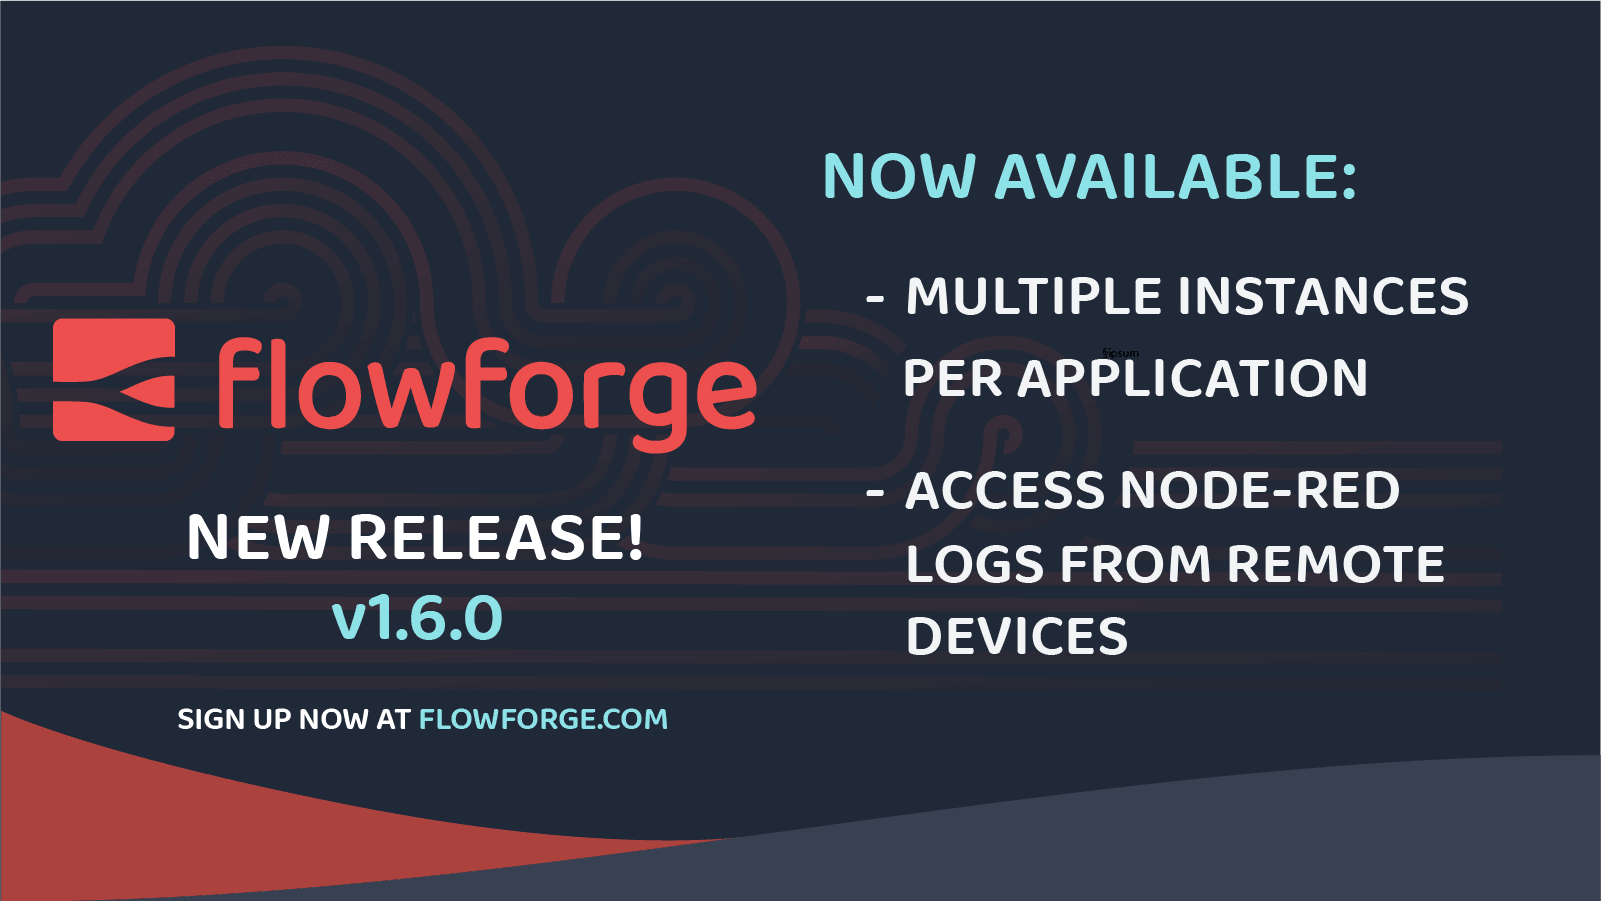 flowforge
NEW RELEASE!
v1.6.0
SIGN UP NOW AT FLOWFORGE.COM
NOW AVAILABLE:
- MULTIPLE INSTANCES
PER APPLICATION
- ACCESS NODE-RED
LOGS FROM REMOTE
DEVICES